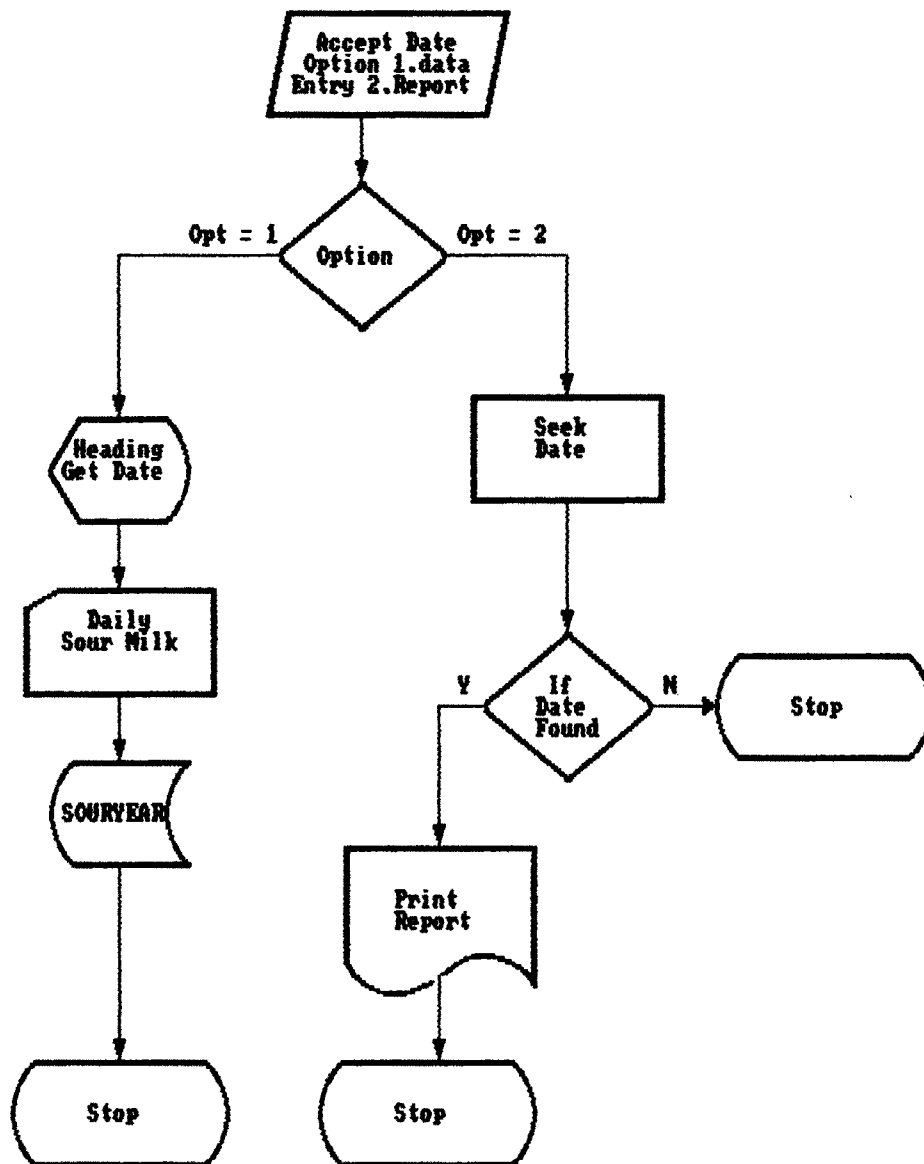 Accept Date
Option 1.data
Entry 2.Report
Opt = 1
Option
Opt = 2
Heading
Get Date
Seek
Date
Daily
Sour Milk
Y
If
Date
Found
N
Stop
SOURYEAR
Print
Report
Stop
Stop